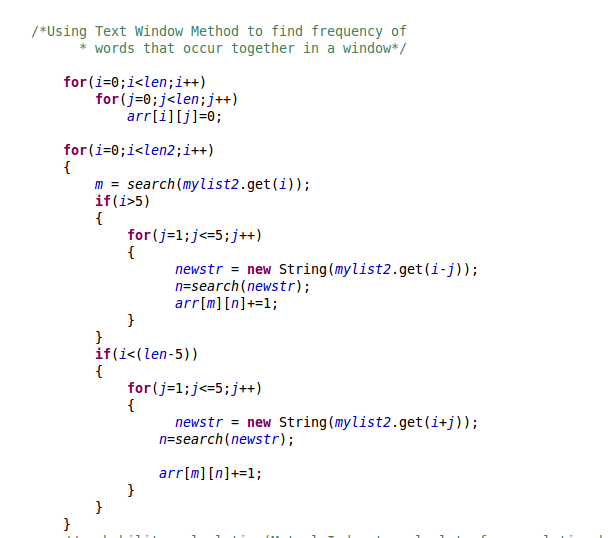 /*Using Text Window Method to find frequency of
* words that occur together in a window*/
for(i=0;i<len;i++)
for(j=0;j<len;j++)
arr[i][j]=0;
for(i=0;i<len2;i++)
{
m = search(mylist2.get(i));
if(i>5)
{
for(j=1;j<=5;j++)
{
newstr = new String(mylist2.get(i-j));
n=search(newstr);
arr[m][n]+=1;
}
}
if(i<(len-5))
{
for(j=1;j<=5;j++)
{
newstr = new String(mylist2.get(i+j));
n=search(newstr);
arr[m][n]+=1;
}
}
}